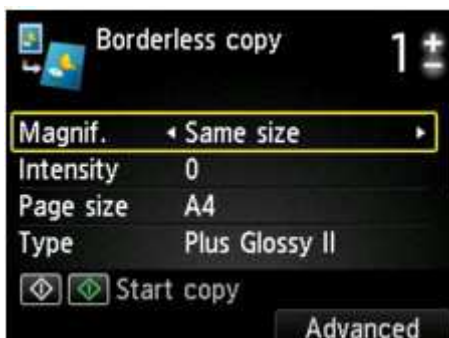 Borderless copy 1
Magnif. Same size
Intensity 0
Page size A4
Type Plus Glossy II
Start copy
Advanced